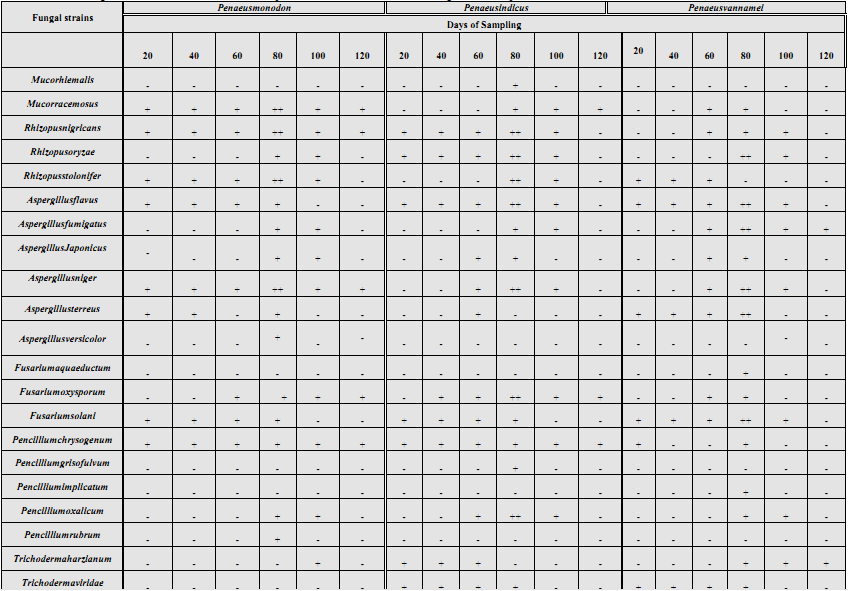 Fungal strains Penaeusmonodon Penaeusindicus Penaeusvannamei
Days of Sampling
20 40 60 80 100 120 20 40 60 80 100 120 20 40 60 80 100 120
Mucorhiemalis - - - - - - - - - + - - - - - - - -
Mucorracemosus + + + ++ + + - - - + + + - - + + - -
Rhizopusnigricans + + + ++ + + + + + ++ + - - - + + + -
Rhizopusoryzae - - - + + - + + + ++ + - - - - ++ + -
Rhizopusstolonifer + + + ++ + - - - - ++ + - + + + - - -
Aspergillusflavus + + + + - - + + + ++ + - + + + ++ + -
Aspergillusfumigatus - - - + + - - - - + + - - - + ++ + +
AspergillusJaponicus - - - + + - - - + + - - - - + + - -
Aspergillusniger + + + ++ + + - - + ++ + - - - + ++ + -
Aspergillusterreus + + - + - - - - + - - - + + + ++ - -
Aspergillusversicolor - - - + - - - - - - - - - - - - - -
Fusariumaquaeductum - - - - - - - - - - - - - - - + - -
Fusariumoxysporum - - + + + + - + + ++ + + - - + + - -
Fusariumsolani + + + + - - + + + + - - + + + ++ + -
Pencilliumchrysogenum + + + + + + + + + + + + + - - + - -
Pencilliumgrisofulvum - - - - - - - - - + - - - - - - - -
Pencilliumimplicatum - - - - - - - - - - - - - - - + - -
Pencilliumoxalicum - - - + + - - - + ++ + - - - - + + -
Pencilliumrubrum - - - + - - - - - - - - - - - - - -
Trichodermaharzianum - - - - + - + + + - - - - - - + + +
Trichodermaviridae - - - - - - + + + + - - + + + + - -